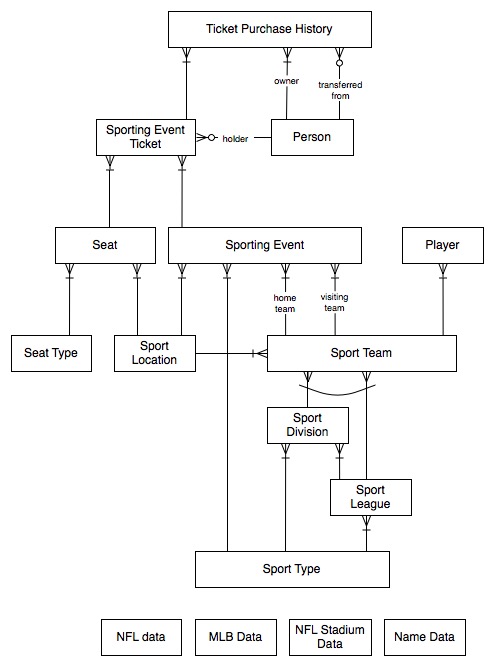 Ticket Purchase History
owner
transferred
from
Sporting Event
Ticket
holder
Person
Seat
Sporting Event
Player
home
team
visiting
team
Seat Type
Sport
Location
Sport Team
Sport
Division
Sport
League
Sport Type
NFL data
MLB Data
NFL Stadium
Data
Name Data